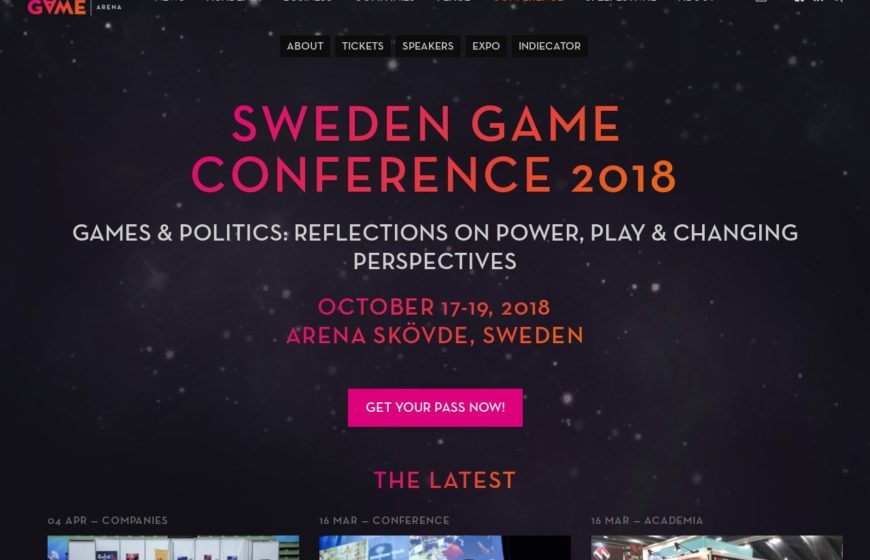 GAME
ARENA
ABOUT
TICKETS
SPEAKERS
EXPO
INDIECATOR
SWEDEN GAME
CONFERENCE 2018
GAMES & POLITICS: REFLECTIONS ON POWER, PLAY & CHANGING
PERSPECTIVES
OCTOBER 17-19, 2018
ARENA SKÖVDE, SWEDEN
GET YOUR PASS NOW!
THE LATEST
04 APR — COMPANIES
16 MAR — CONFERENCE
16 MAR — ACADEMIA